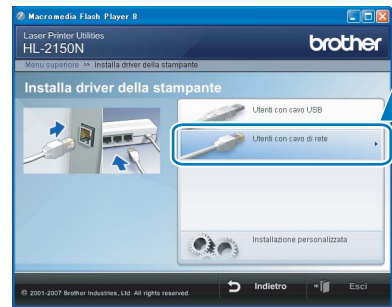 Macromedia Flash Player 8
Laser Printer Utilities
HL-2150N
brother
Menu superiore >> Installa driver della stampante
Installa driver della stampante
Utenti con cavo USB
Utenti con cavo di rete
Installazione personalizzata
© 2001-2007 Brother Industries, Ltd. All rights reserved.
Indietro
Esci